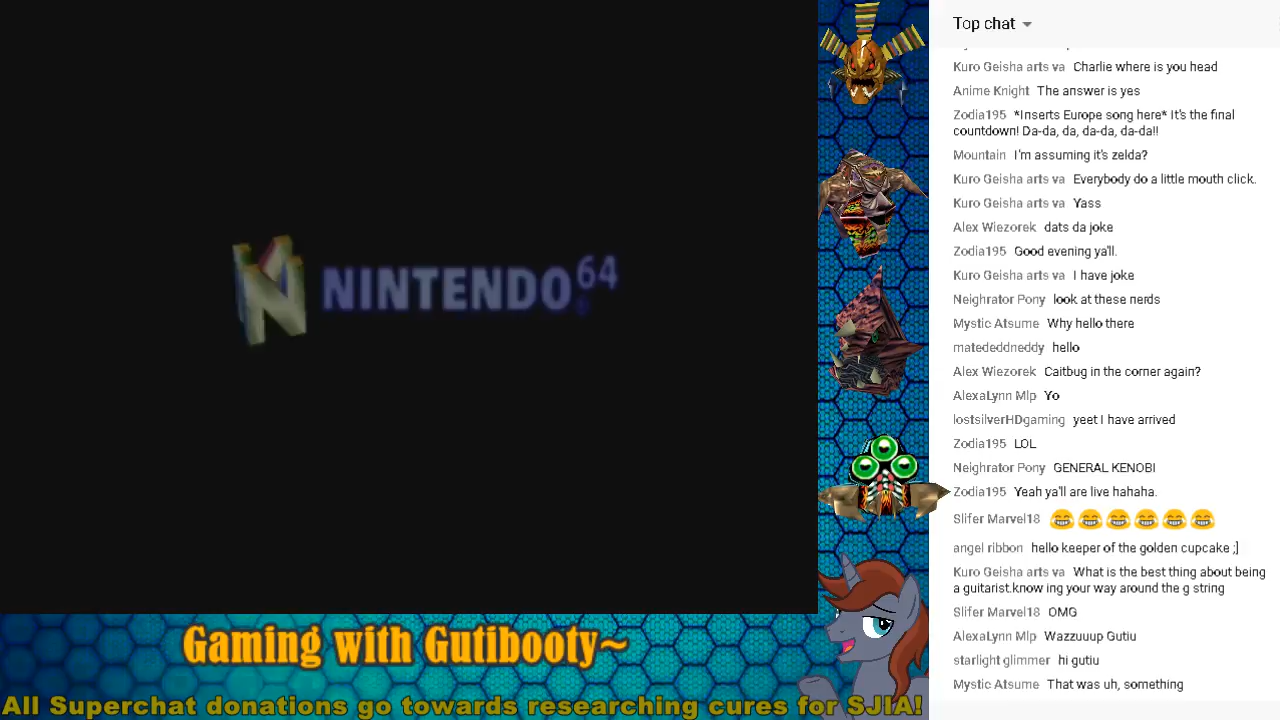 NINTENDO 64
Gaming with Gutibooty~
All Superchat donations go towards researching cures for SJIA!
Top chat
Kuro Geisha arts va Charlie where is you head
Anime Knight The answer is yes
Zodia195 *Inserts Europe song here* It's the final
countdown! Da-da, da, da-da, da-da!!
Mountain I'm assuming it's zelda?
Kuro Geisha arts va Everybody do a little mouth click.
Kuro Geisha arts va Yass
Alex Wiezorek dats da joke
Zodia195 Good evening ya'll.
Kuro Geisha arts va I have joke
Neighrator Pony look at these nerds
Mystic Atsume Why hello there
matededdneddy hello
Alex Wiezorek Caitbug in the corner again?
AlexaLynn Mlp Yo
lostsilverHDgaming yeet I have arrived
Zodia195 LOL
Neighrator Pony GENERAL KENOBI
Zodia195 Yeah ya'll are live hahaha.
Slifer Marvel18 😂😂😂😂😂😂
angel ribbon hello keeper of the golden cupcake ;]
Kuro Geisha arts va What is the best thing about being
a guitarist.know ing your way around the g string
Slifer Marvel18 OMG
AlexaLynn Mlp Wazzuuup Gutiu
starlight glimmer hi gutiu
Mystic Atsume That was uh, something